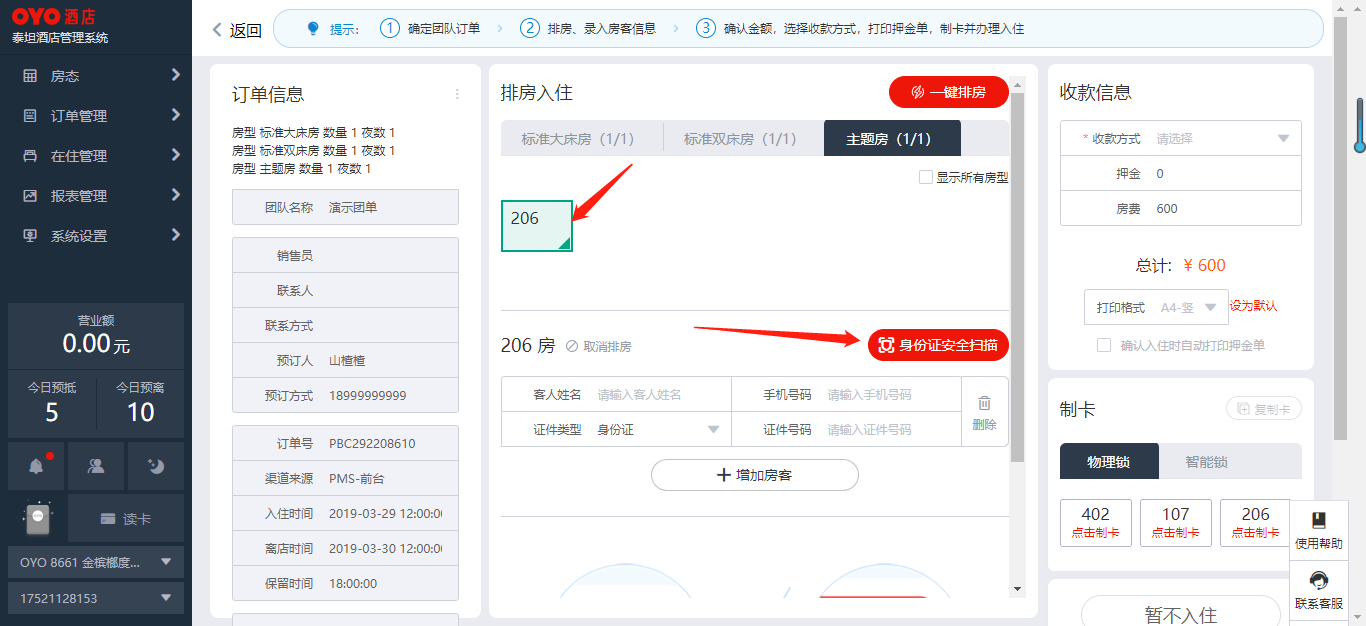 OYO 酒店
泰坦酒店管理系统
房态
订单管理
在住管理
报表管理
系统设置
营业额
0.00 元
今日预抵 今日预离
5 10
读卡
OYO 8661 金槟榔度...
17521128153
返回
提示: 1 确定团队订单 2 排房、录入房客信息 3 确认金额，选择收款方式，打印押金单，制卡并办理入住
订单信息
房型 标准大床房 数量 1 夜数 1
房型 标准双床房 数量 1 夜数 1
房型 主题房 数量 1 夜数 1
团队名称 演示团单
销售员
联系人
联系方式
预订人 山楂楂
预订方式 18999999999
订单号 PBC292208610
渠道来源 PMS-前台
入住时间 2019-03-29 12:00:00
离店时间 2019-03-30 12:00:00
保留时间 18:00:00
排房入住
一键排房
标准大床房（1/1） 标准双床房（1/1） 主题房（1/1）
显示所有房型
206
206 房 取消排房
身份证安全扫描
客人姓名 请输入客人姓名 手机号码 请输入手机号码
证件类型 身份证 证件号码 请输入证件号码
删除
增加房客
收款信息
* 收款方式 请选择
押金 0
房费 600
总计: ¥ 600
打印格式 A4-竖 设为默认
确认入住时自动打印押金单
制卡
复制卡
物理锁 智能锁
402 107 206
点击制卡 点击制卡 点击制卡
使用帮助
联系客服
暂不入住